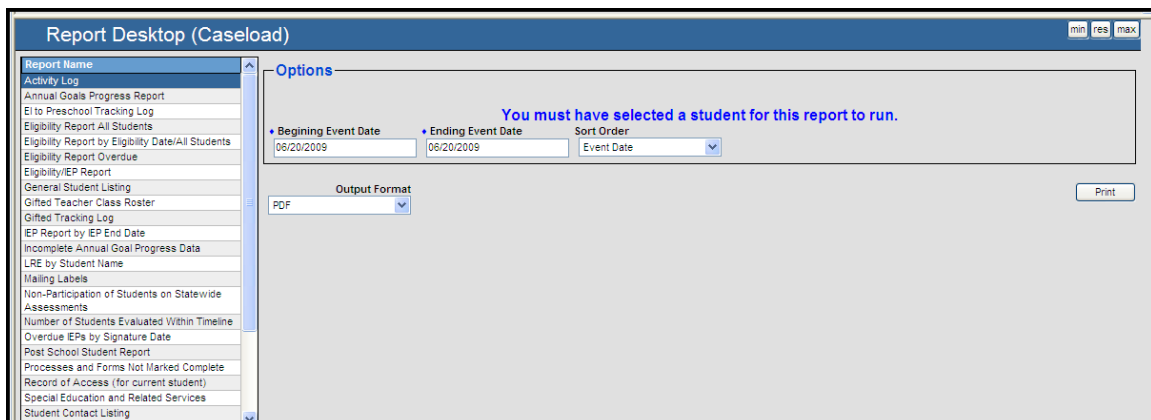 Report Desktop (Caseload)
min res max
Report Name
Activity Log
Annual Goals Progress Report
EI to Preschool Tracking Log
Eligibility Report All Students
Eligibility Report by Eligibility Date/All Students
Eligibility Report Overdue
Eligibility/IEP Report
General Student Listing
Gifted Teacher Class Roster
Gifted Tracking Log
IEP Report by IEP End Date
Incomplete Annual Goal Progress Data
LRE by Student Name
Mailing Labels
Non-Participation of Students on Statewide
Assessments
Number of Students Evaluated Within Timeline
Overdue IEPs by Signature Date
Post School Student Report
Processes and Forms Not Marked Complete
Record of Access (for current student)
Special Education and Related Services
Student Contact Listing
Options
You must have selected a student for this report to run.
Begining Event Date Ending Event Date Sort Order
06/20/2009 06/20/2009 Event Date
Output Format
PDF
Print